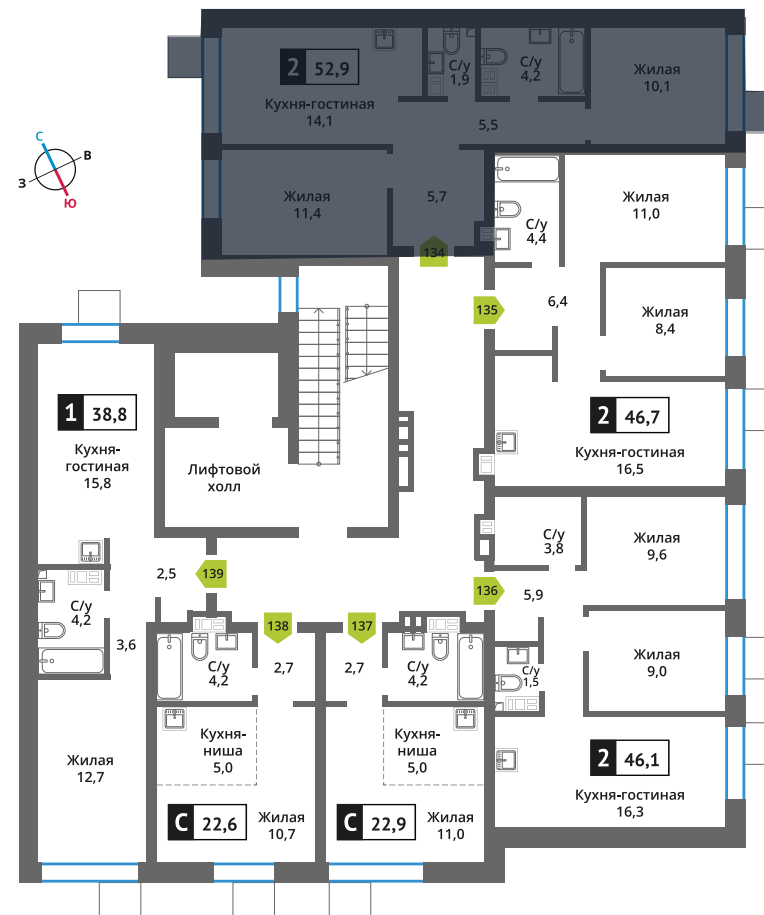 2 52,9
Кухня-гостиная
14,1
С/у
1,9
С/у
4,2
Жилая
10,1
5,5
Жилая
11,4
5,7
134
С
В
З
Ю
С/у
4,4
Жилая
11,0
135
6,4
Жилая
8,4
2 46,7
Кухня-гостиная
16,5
1 38,8
Кухня-
гостиная
15,8
Лифтовой
холл
2,5
139
С/у
4,2
3,6
Жилая
12,7
С/у
3,8
Жилая
9,6
136
5,9
Жилая
9,0
С/у
1,5
2 46,1
Кухня-гостиная
16,3
138
С/у
4,2
2,7
Кухня-
ниша
5,0
С 22,6
Жилая
10,7
137
2,7
С/у
4,2
Кухня-
ниша
5,0
С 22,9
Жилая
11,0